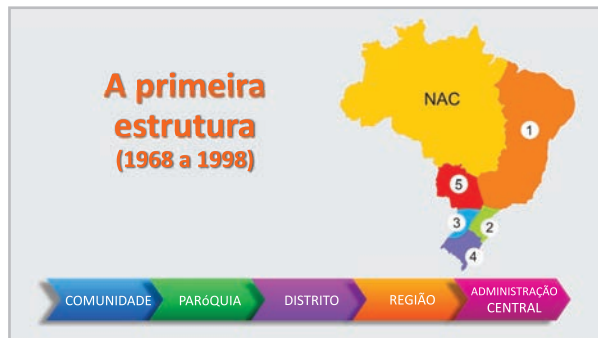 A primeira
estrutura
(1968 a 1998)
NAC
1
5
3
2
4
COMUNIDADE
PARóQUIA
DISTRITO
REGIÃO
ADMINISTRAÇÃO
CENTRAL